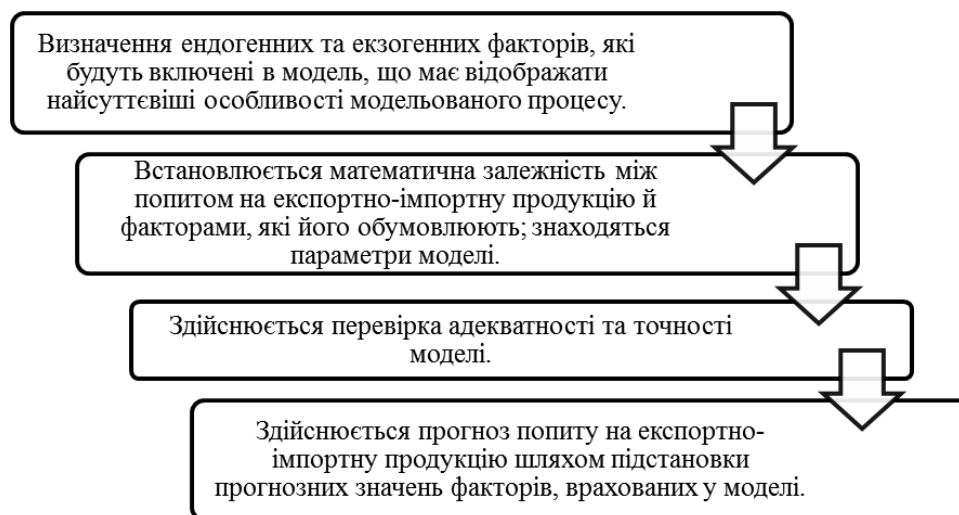 Визначення ендогенних та екзогенних факторів, які
будуть включені в модель, що має відображати
найсуттєвіші особливості модельованого процесу.
Встановлюється математична залежність між
попитом на експортно-імпортну продукцію й
факторами, які його обумовлюють; знаходяться
параметри моделі.
Здійснюється перевірка адекватності та точності
моделі.
Здійснюється прогноз попиту на експортно-
імпортну продукцію шляхом підстановки
прогнозних значень факторів, врахованих у моделі.